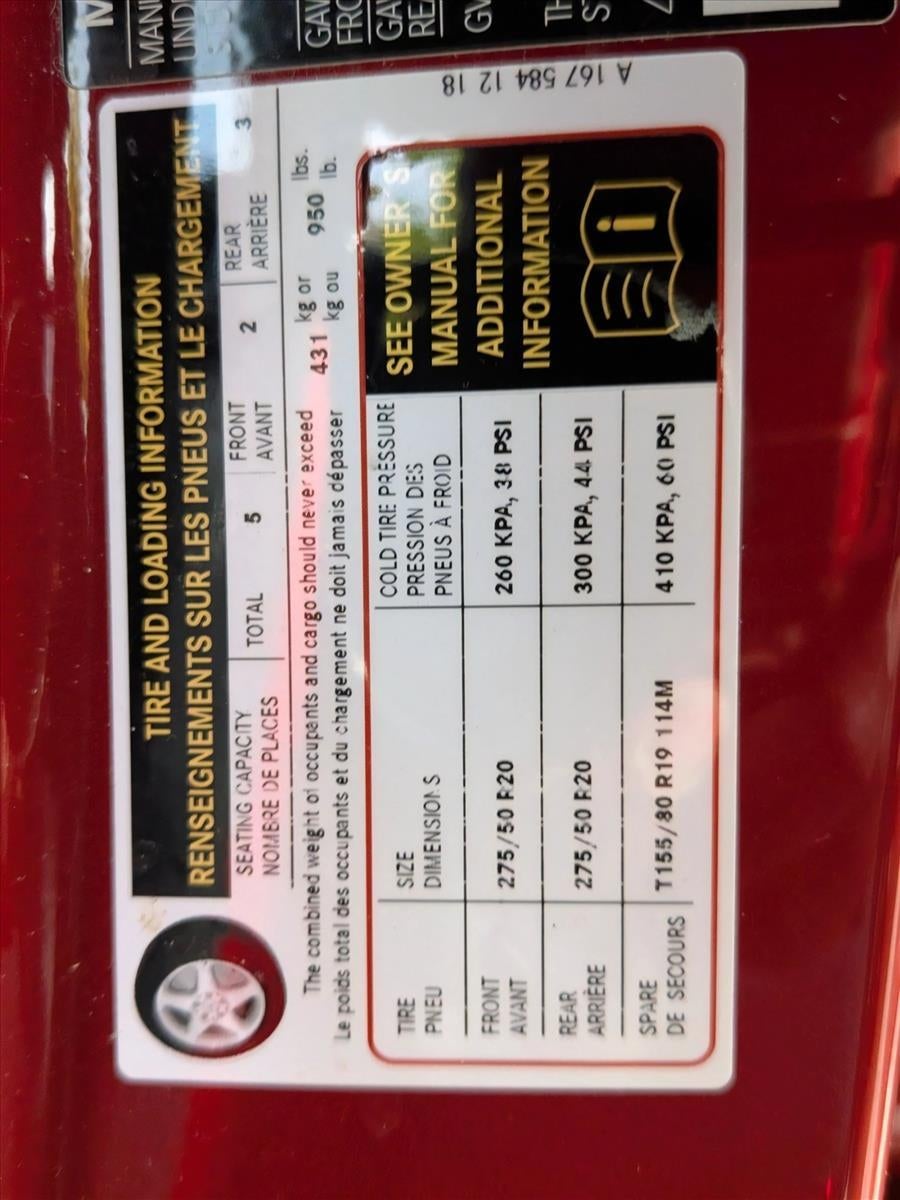 TIRE AND LOADING INFORMATION
RENSEIGNEMENTS SUR LES PNEUS ET LE CHARGEMENT
SEATING CAPACITY
NOMBRE DE PLACES
TOTAL 5
FRONT
AVANT
2
REAR
ARRIÈRE
3
The combined weight of occupants and cargo should never exceed 431 kg or 950 lbs.
Le poids total des occupants et du chargement ne doit jamais dépasser kg ou lb.
TIRE
PNEU
SIZE
DIMENSIONS
COLD TIRE PRESSURE
PRESSION DES
PNEUS À FROID
FRONT
AVANT
275/50 R20
260 KPA, 38 PSI
REAR
ARRIÈRE
275/50 R20
300 KPA, 44 PSI
SPARE
DE SECOURS
T155/80 R19 114M
410 KPA, 60 PSI
SEE OWNER'S
MANUAL FOR
ADDITIONAL
INFORMATION
i
A 167 584 12 18